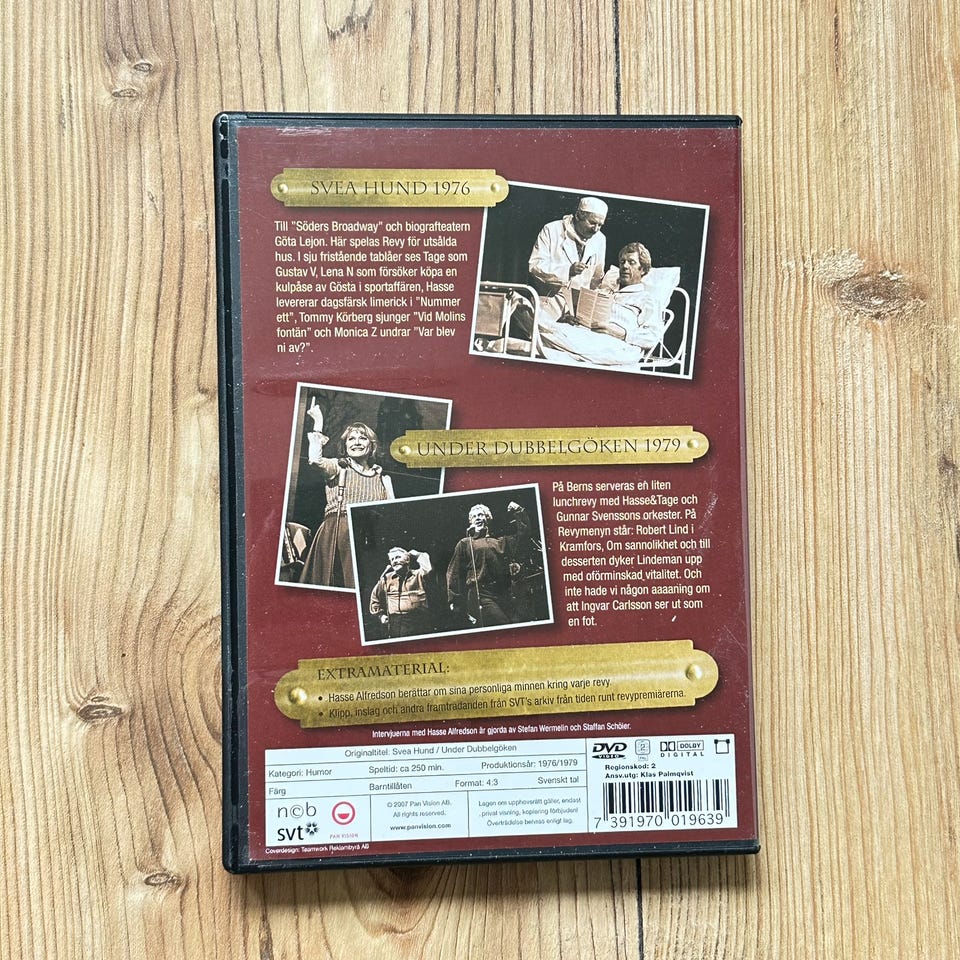 SVEA HUND 1976
Till "Söders Broadway" och biografteatern
Göta Lejon. Här spelas Revy för utsålda
hus. I sju fristående tablåer ses Tage som
Gustav V, Lena N som försöker köpa en
kulpåse av Gösta i sportaffären, Hasse
levererar dagsfärsk limerick i "Nummer
ett", Tommy Körberg sjunger "Vid Molins
fontän" och Monica Z undrar "Var blev
ni av?".
UNDER DUBBELGÖKEN 1979
På Berns serveras en liten
lunchrevy med Hasse&Tage och
Gunnar Svenssons orkester. På
Revymenyn står: Robert Lind i
Kramfors, Om sannolikhet och till
desserten dyker Lindeman upp
med oförminskad vitalitet. Och
inte hade vi någon aaaaning om
att Ingvar Carlsson ser ut som
en fot.
EXTRAMATERIAL:
• Hasse Alfredson berättar om sina personliga minnen kring varje revy.
• Klipp, inslag och andra framträdanden från SVT's arkiv från tiden runt revypremiärerna.
Intervjuerna med Hasse Alfredson är gjorda av Stefan Wermelin och Staffan Schöier.
Originaltitel: Svea Hund / Under Dubbelgöken
Kategori: Humor
Speltid: ca 250 min.
Produktionsår: 1976/1979
Färg
Barntillåten
Format: 4:3
Svenskt tal
ncb
svt
PAN VISION
© 2007 Pan Vision AB.
All rights reserved.
www.panvision.com
Lagen om upphovsrätt gäller, endast
privat visning, kopiering förbjuden!
Överträdelse beivras enligt lag.
DVD
VIDEO
2
PAL
DOLBY
DIGITAL
Regionskod: 2
Ansv.utg: Klas Palmqvist
7 391970 019639
Coverdesign: Teamwork Reklambyrå AB